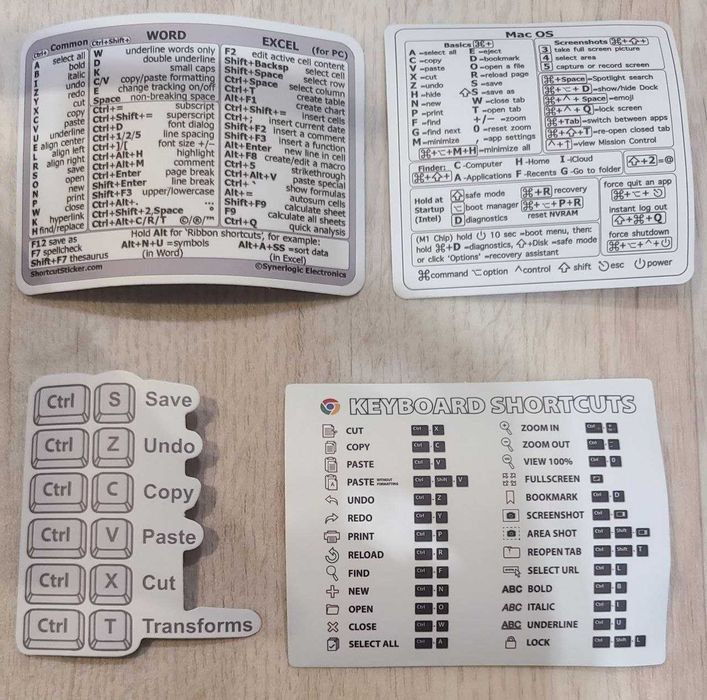 Common Ctrl+
A select all
B bold
I italic
Z undo
Y redo
X cut
C copy
V paste
U underline
E align center
L align left
R align right
S save
O open
N new
P print
W close
K hyperlink
H find/replace
F12 save as
F7 spellcheck
Shift+F7 thesaurus
ShortcutSticker.com
WORD
Ctrl+Shift+
W underline words only
D double underline
K small caps
C/V copy/paste formatting
E change tracking on/off
Space non-breaking space
Ctrl+= subscript
Ctrl+Shift+= superscript
Ctrl+D font dialog
Ctrl+1/2/5 line spacing
Ctrl+]/[ font size +/−
Ctrl+Alt+H highlight
Ctrl+Alt+M comment
Ctrl+Enter page break
Shift+Enter line break
Shift+F3 upper/lowercase
Ctrl+Alt+. ...
Ctrl+Shift+2,Space °
Ctrl+Alt+C/R/T ©/®/™
EXCEL (for PC)
F2 edit active cell content
Shift+Backsp select cell
Shift+Space select row
Ctrl+Space select column
Ctrl+T create table
Alt+F1 create chart
Ctrl+Shift+= insert cells
Ctrl+; insert current date
Shift+F2 insert a comment
Shift+F3 insert a function
Alt+Enter new line in cell
Alt+F8 create/edit a macro
Ctrl+5 strikethrough
Ctrl+Alt+V paste special
Ctrl+` show formulas
Alt+= autosum cells
Shift+F9 calculate sheet
F9 calculate all sheets
Ctrl+Q quick analysis
Hold Alt for 'Ribbon shortcuts', for example:
Alt+N+U =symbols
(in Word)
Alt+A+SS =sort data
(in Excel)
©Synerlogic Electronics
Mac OS
Basics ⌘+
A –select all
C –copy
V –paste
X –cut
Z –undo
H –hide
N –new
P –print
F –find
G –find next
M –minimize
⌘+⌥+M+H –minimize all
E –eject
D –bookmark
O –open a file
R –reload page
S –save
⇧+S –save as
W –close tab
T –open tab
+/− –zoom
0 –reset zoom
, –app settings
Screenshots ⌘+⇧+
3 take full screen picture
4 select area
5 capture or record screen
⌘+Space –Spotlight search
⌘+⌥+D –show/hide Dock
⌘+⌃+Space –emoji
⌘+⌃+Q –lock screen
⌘+Tab –switch between apps
⌘+⇧+T –re-open closed tab
⌃+↑ –view Mission Control
Finder: C -Computer H -Home I -iCloud
⌘+⇧+ A -Applications F -Recents G -Go to folder
⇧+2 =@
Hold at
Startup
(Intel)
⇧ safe mode
⌥ boot manager
D diagnostics
⌘+R recovery
⌘+⌥+P+R
reset NVRAM
(M1 Chip) hold ⏻ 10 sec =boot menu, then:
hold ⌘+D =diagnostics, ⇧+Disk =safe mode
or click 'Options' =recovery assistant
force quit an app
⌘+⌥+⎋
instant log out
⇧+⌘+Q
force shutdown
⌘+⌥+⌃+⏻
⌘command ⌥option ⌃control ⇧shift ⎋esc ⏻power
Ctrl S Save
Ctrl Z Undo
Ctrl C Copy
Ctrl V Paste
Ctrl X Cut
Ctrl T Transforms
KEYBOARD SHORTCUTS
CUT Ctrl X
COPY Ctrl C
PASTE Ctrl V
PASTE WITHOUT FORMATTING Ctrl Shift V
UNDO Ctrl Z
REDO Ctrl Y
PRINT Ctrl P
RELOAD Ctrl R
FIND Ctrl F
NEW Ctrl N
OPEN Ctrl O
CLOSE Ctrl W
SELECT ALL Ctrl A
ZOOM IN Ctrl +
ZOOM OUT Ctrl -
VIEW 100% Ctrl 0
FULLSCREEN
BOOKMARK Ctrl D
SCREENSHOT Ctrl
AREA SHOT Ctrl Shift
REOPEN TAB Ctrl Shift T
SELECT URL Ctrl L
ABC BOLD Ctrl B
ABC ITALIC Ctrl I
ABC UNDERLINE Ctrl U
LOCK Ctrl Shift L